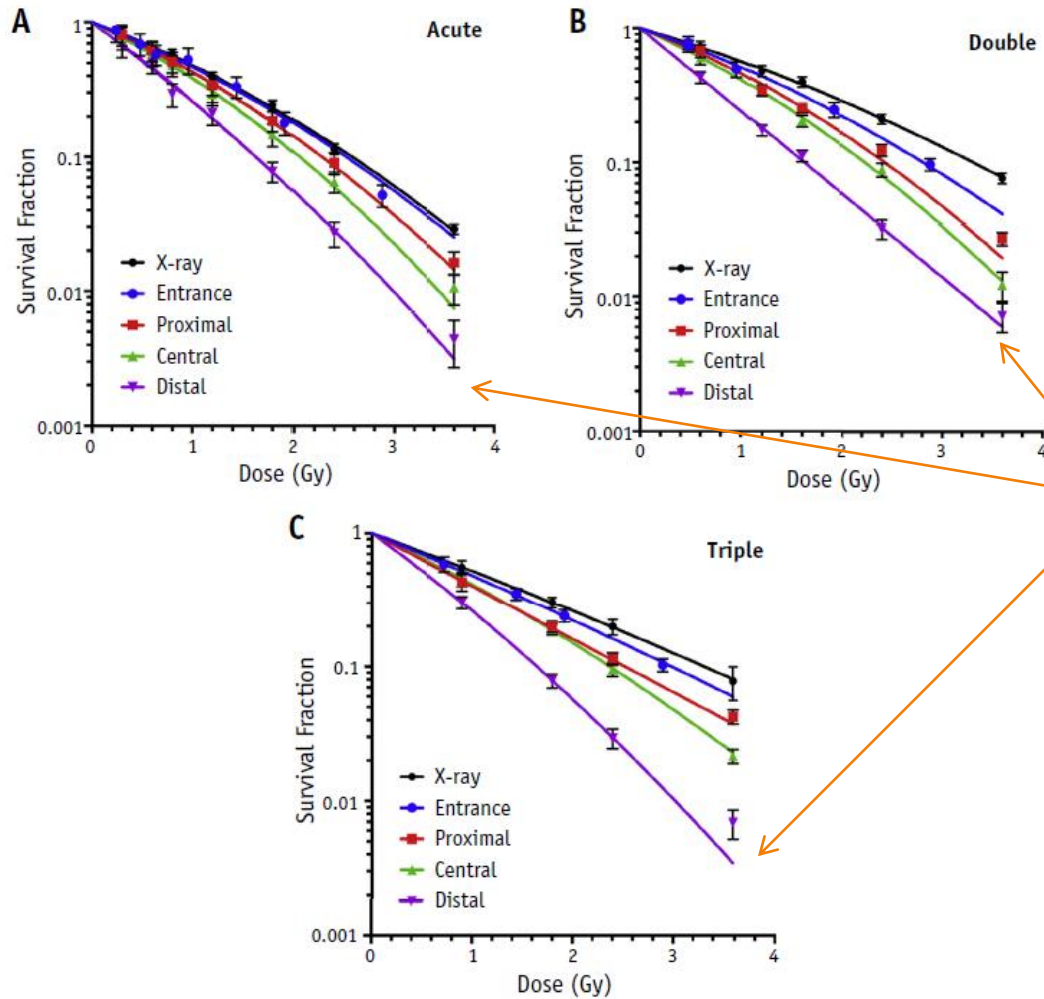 A
Acute
1
0.1
0.01
0.001
Survival Fraction
X-ray
Entrance
Proximal
Central
Distal
0 1 2 3 4
Dose (Gy)
B
Double
1
0.1
0.01
0.001
Survival Fraction
X-ray
Entrance
Proximal
Central
Distal
0 1 2 3 4
Dose (Gy)
C
Triple
1
0.1
0.01
0.001
Survival Fraction
X-ray
Entrance
Proximal
Central
Distal
0 1 2 3 4
Dose (Gy)